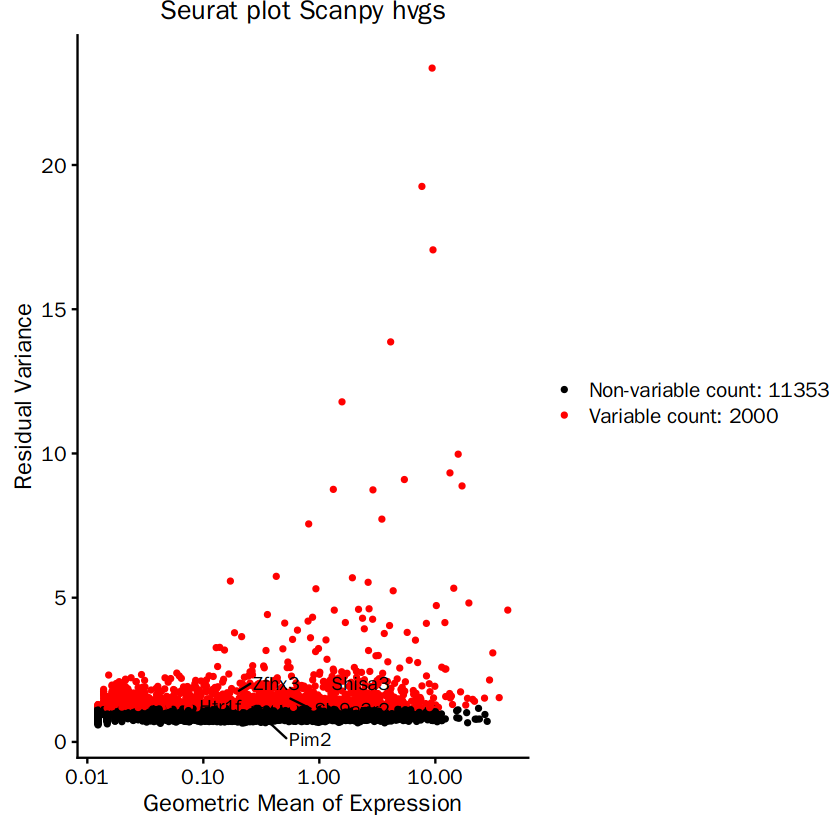 Seurat plot Scanpy hvgs
20
15
10
5
0
Residual Variance
Zfhx3
Shisa3
Pim2
0.01 0.10 1.00 10.00
Geometric Mean of Expression
Non-variable count: 11353
Variable count: 2000